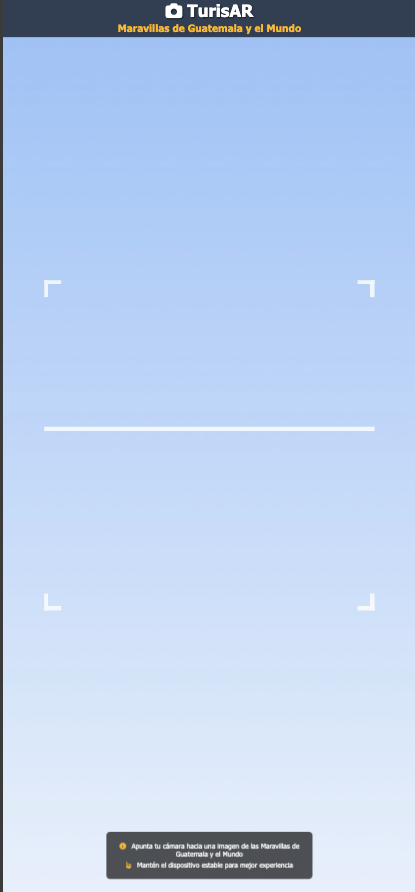 TurisAR
Maravillas de Guatemala y el Mundo
Apunta tu cámara hacia una imagen de las Maravillas de
Guatemala y el Mundo
Mantén el dispositivo estable para mejor experiencia